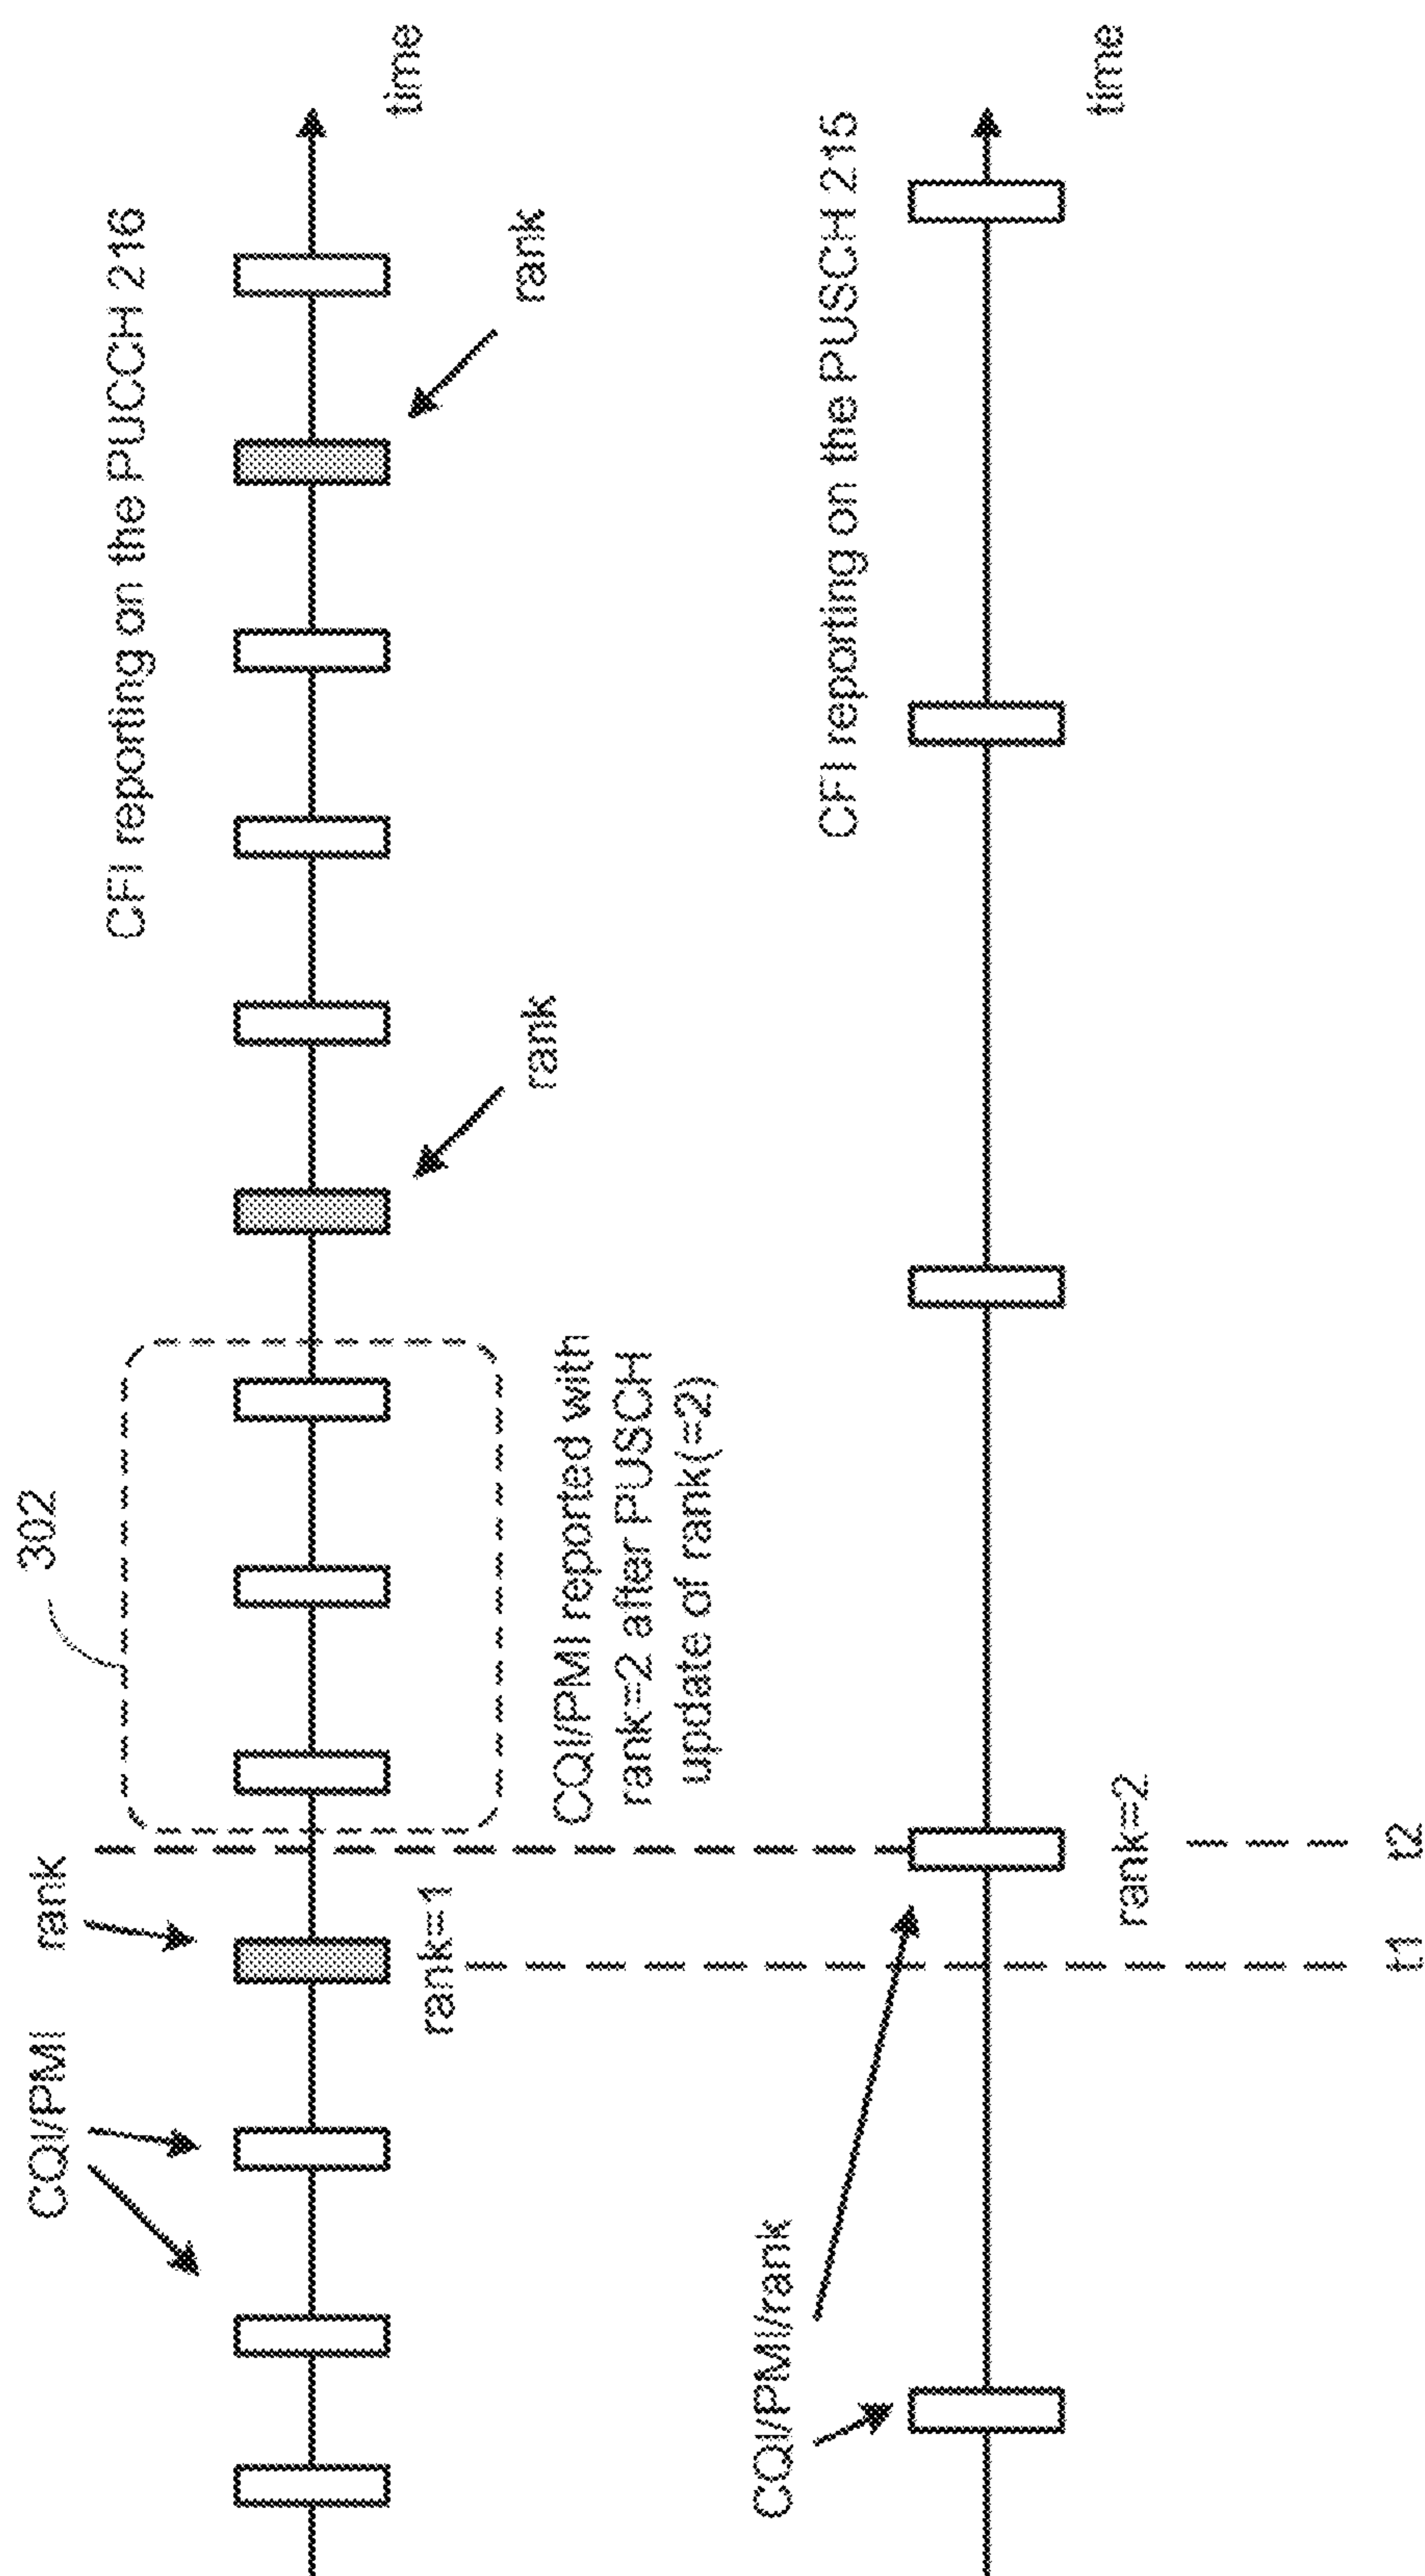 CFI reporting on the PUCCH 216
302
CQI/PMI
rank
rank
rank
time
rank=1
CQI/PMI reported with
rank=2 after PUSCH
update of rank(=2)
CFI reporting on the PUSCH 215
CQI/PMI/rank
time
rank=2
t1
t2